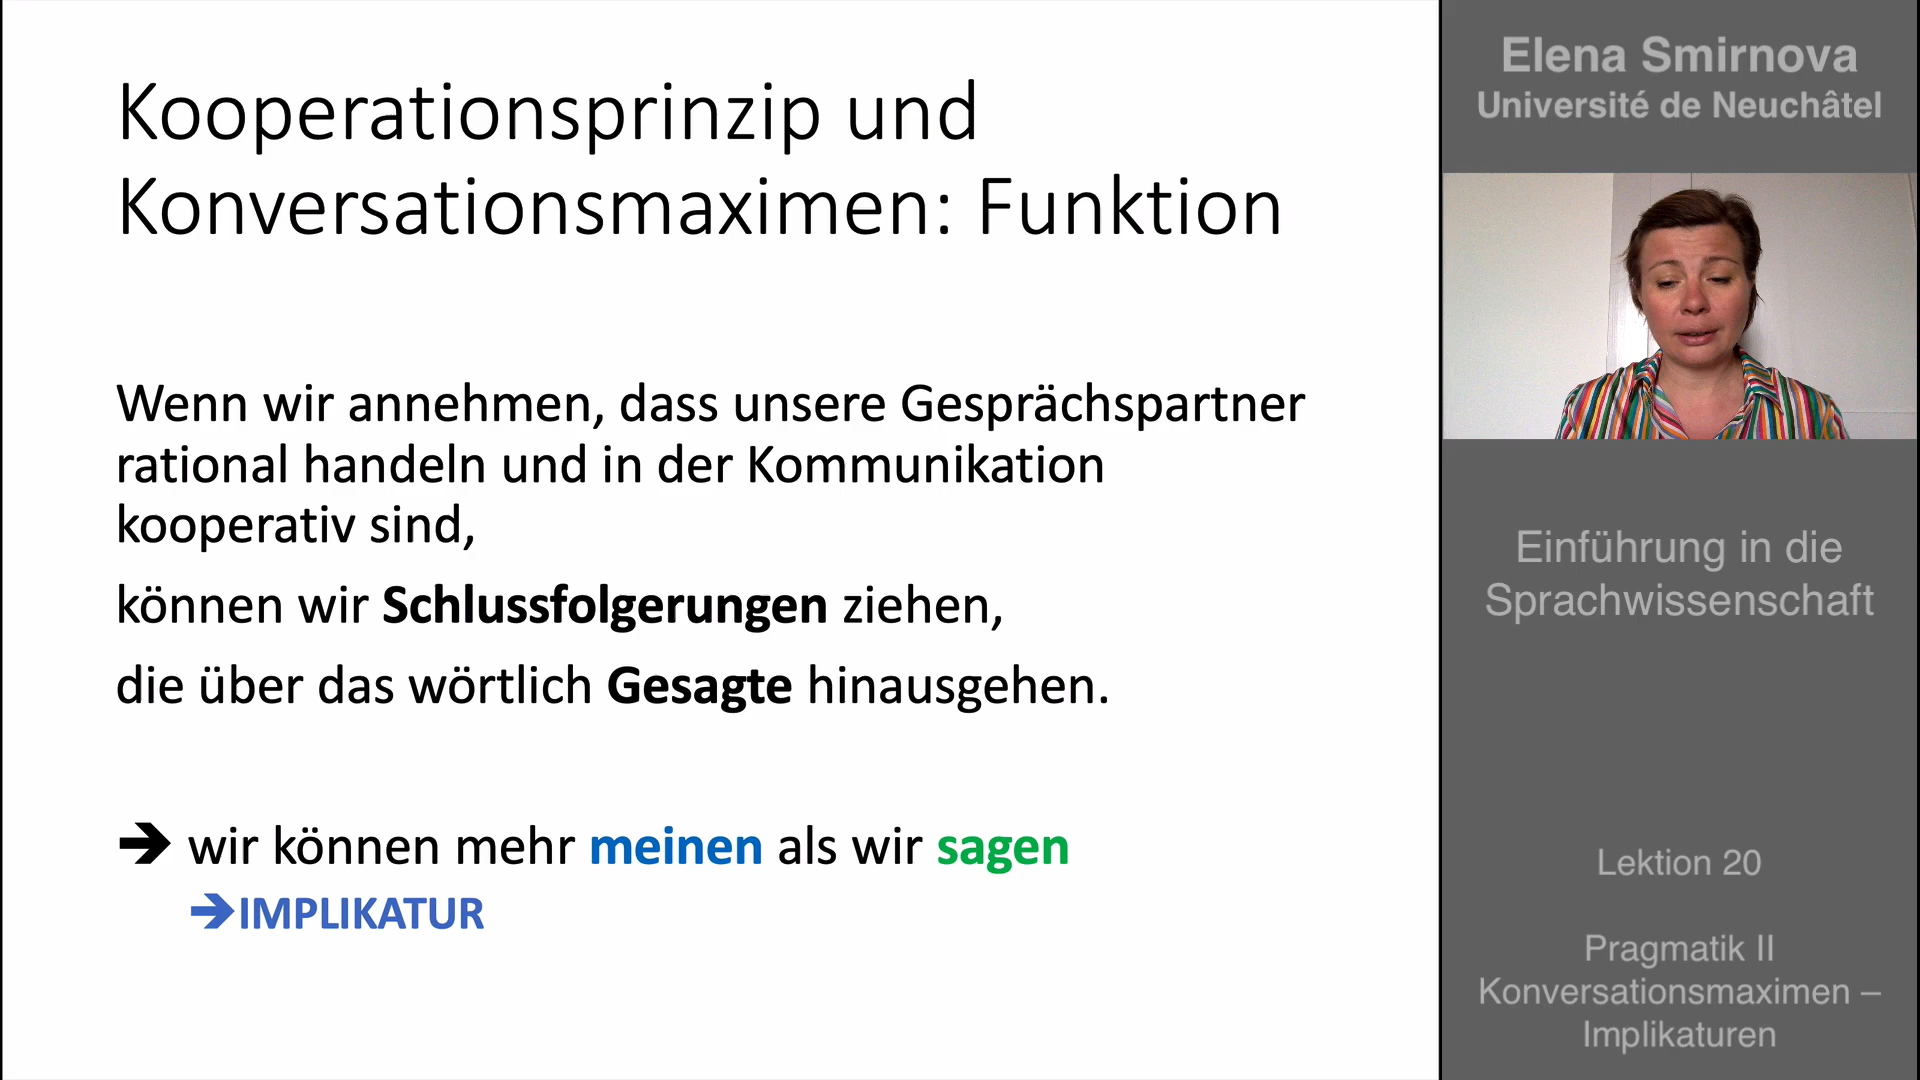 Kooperationsprinzip und
Konversationsmaximen: Funktion
Wenn wir annehmen, dass unsere Gesprächspartner
rational handeln und in der Kommunikation
kooperativ sind,
können wir Schlussfolgerungen ziehen,
die über das wörtlich Gesagte hinausgehen.
➔ wir können mehr meinen als wir sagen
➔IMPLIKATUR
Elena Smirnova
Université de Neuchâtel
Einführung in die
Sprachwissenschaft
Lektion 20
Pragmatik II
Konversationsmaximen –
Implikaturen